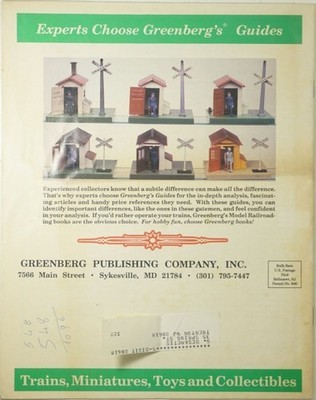 Experts Choose Greenberg's® Guides
Experienced collectors know that a subtile difference can make all the difference.
That's why experts choose Greenberg's Guides for the in-depth analysis, fascinat-
ing articles and handy price references they need. With these guides, you can
identify important differences, like the ones in these gatemen, and feel confident
in your analysis. If you'd rather operate your trains, Greenberg's Model Railroad-
ing books are the obvious choice. For hobby fun, choose Greenberg books!
GREENBERG PUBLISHING COMPANY, INC.
7566 Main Street • Sykesville, MD 21784 • (301) 795-7447
Bulk Rate
U.S. Postage
PAID
548
1096
Trains, Miniatures, Toys and Collectibles